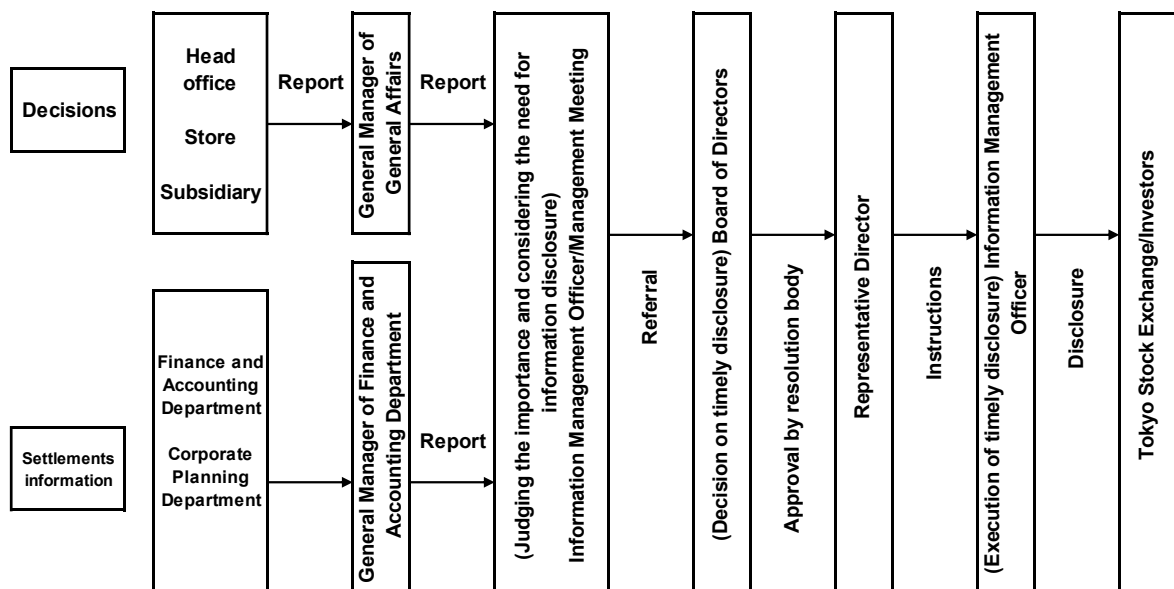 Decisions
Head
office
Store
Subsidiary
Report
General Manager of
General Affairs
Report
Settlements
information
Finance and
Accounting
Department
Corporate
Planning
Department
General Manager of Finance and
Accounting Department
Report
(Judging the importance and considering the need for
information disclosure)
Information Management Officer/Management Meeting
Referral
(Decision on timely disclosure) Board of Directors
Approval by resolution body
Representative Director
Instructions
(Execution of timely disclosure) Information Management
Officer
Disclosure
Tokyo Stock Exchange/Investors